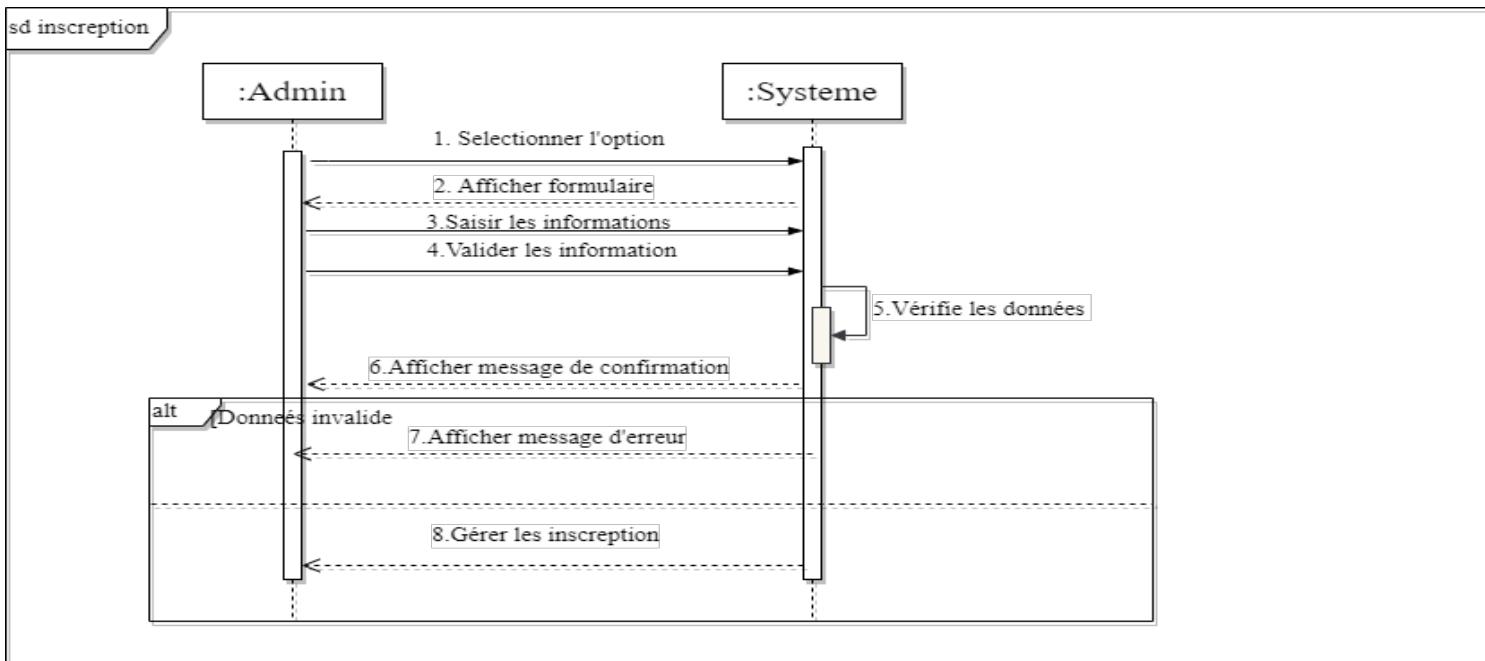 sd inscreption
:Admin
:Systeme
1. Selectionner l'option
2. Afficher formulaire
3.Saisir les informations
4.Valider les information
5.Vérifie les données
6.Afficher message de confirmation
alt
[Donneés invalide
7.Afficher message d'erreur
8.Gérer les inscreption